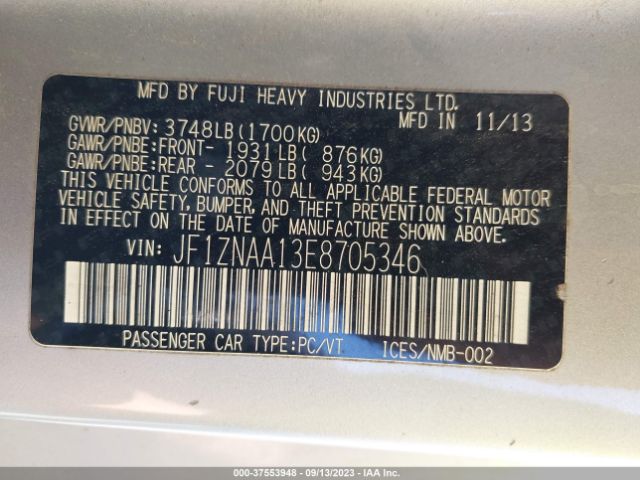 MFD BY FUJI HEAVY INDUSTRIES LTD.
MFD IN 11/13
GVWR/PNBV: 3748LB(1700KG)
GAWR/PNBE:FRONT- 1931LB( 876KG)
GAWR/PNBE:REAR - 2079LB( 943KG)
THIS VEHICLE CONFORMS TO ALL APPLICABLE FEDERAL MOTOR
VEHICLE SAFETY, BUMPER, AND THEFT PREVENTION STANDARDS
IN EFFECT ON THE DATE OF MANUFACTURE SHOWN ABOVE.
VIN: JF1ZNAA13E8705346
PASSENGER CAR TYPE:PC/VT ICES/NMB-002
000-37553948 - 09/13/2023 - IAA Inc.